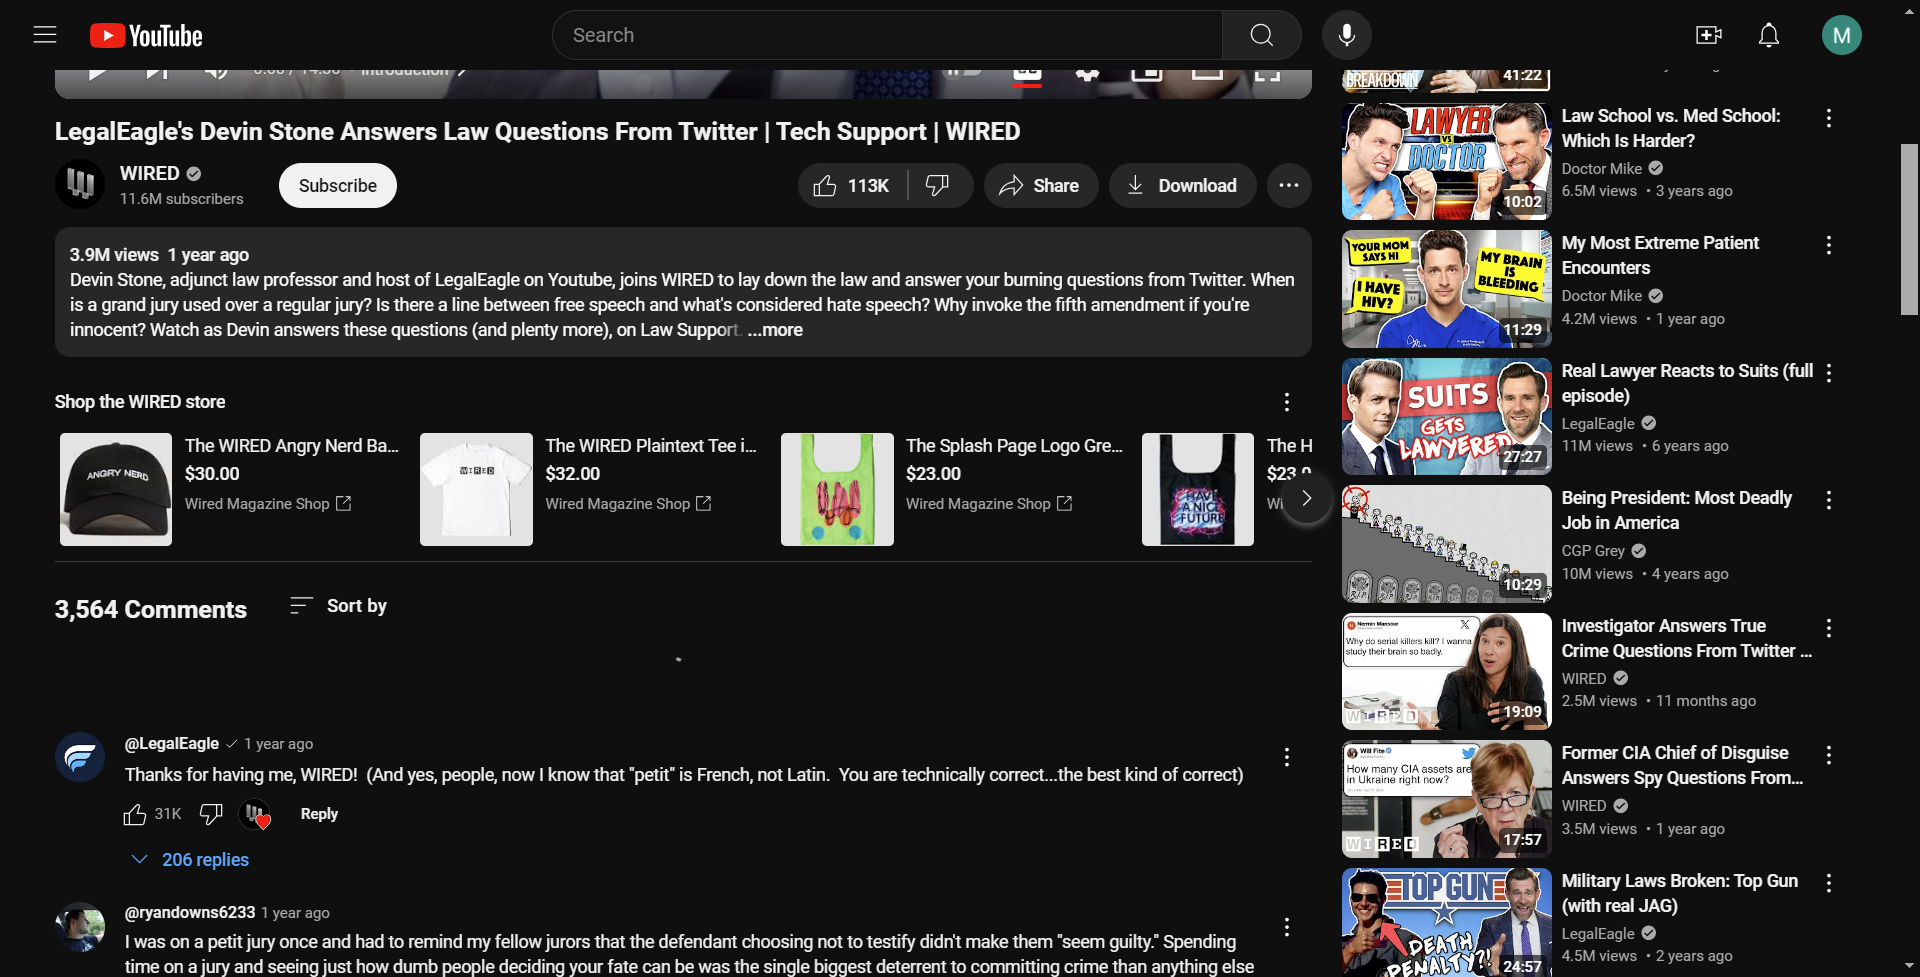 YouTube
Search
M
LegalEagle's Devin Stone Answers Law Questions From Twitter | Tech Support | WIRED
WIRED
11.6M subscribers
Subscribe
113K
Share
Download
3.9M views 1 year ago
Devin Stone, adjunct law professor and host of LegalEagle on Youtube, joins WIRED to lay down the law and answer your burning questions from Twitter. When
is a grand jury used over a regular jury? Is there a line between free speech and what's considered hate speech? Why invoke the fifth amendment if you're
innocent? Watch as Devin answers these questions (and plenty more), on Law Support. ...more
Shop the WIRED store
ANGRY NERD
The WIRED Angry Nerd Ba...
$30.00
Wired Magazine Shop
WIRED
The WIRED Plaintext Tee i...
$32.00
Wired Magazine Shop
The Splash Page Logo Gre...
$23.00
Wired Magazine Shop
HAVE
A NICE
FUTURE
The H
3,564 Comments
Sort by
@LegalEagle 1 year ago
Thanks for having me, WIRED! (And yes, people, now I know that "petit" is French, not Latin. You are technically correct...the best kind of correct)
31K
Reply
206 replies
@ryandowns6233 1 year ago
I was on a petit jury once and had to remind my fellow jurors that the defendant choosing not to testify didn't make them "seem guilty." Spending
time on a jury and seeing just how dumb people deciding your fate can be was the single biggest deterrent to committing crime than anything else
BREAKDOWN
41:22
LAWYER
VS
DOCTOR
10:02
Law School vs. Med School:
Which Is Harder?
Doctor Mike
6.5M views • 3 years ago
YOUR MOM
SAYS HI
I HAVE
HIV?
MY BRAIN
IS
BLEEDING
11:29
My Most Extreme Patient
Encounters
Doctor Mike
4.2M views • 1 year ago
SUITS
GETS
LAWYERED
27:27
Real Lawyer Reacts to Suits (full
episode)
LegalEagle
11M views • 6 years ago
10:29
Being President: Most Deadly
Job in America
CGP Grey
10M views • 4 years ago
Nermin Mansour
Why do serial killers kill? I wanna
study their brain so badly.
WIRED
19:09
Investigator Answers True
Crime Questions From Twitter ...
WIRED
2.5M views • 11 months ago
Will Fite
How many CIA assets are
in Ukraine right now?
WIRED
17:57
Former CIA Chief of Disguise
Answers Spy Questions From...
WIRED
3.5M views • 1 year ago
TOP GUN
DEATH
PENALTY?!
24:57
Military Laws Broken: Top Gun
(with real JAG)
LegalEagle
4.5M views • 2 years ago